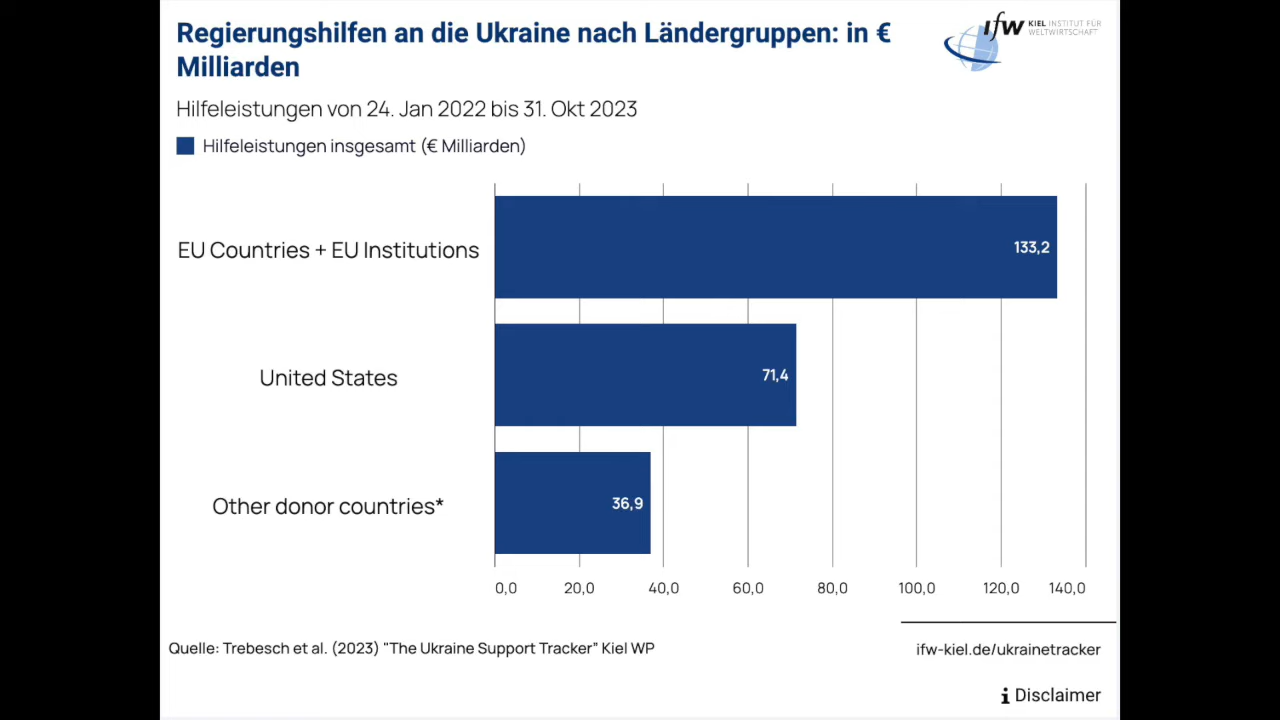 Regierungshilfen an die Ukraine nach Ländergruppen: in €
Milliarden
ifw KIEL INSTITUT FÜR
WELTWIRTSCHAFT
Hilfeleistungen von 24. Jan 2022 bis 31. Okt 2023
Hilfeleistungen insgesamt (€ Milliarden)
EU Countries + EU Institutions
133,2
United States
71,4
Other donor countries*
36,9
0,0 20,0 40,0 60,0 80,0 100,0 120,0 140,0
Quelle: Trebesch et al. (2023) "The Ukraine Support Tracker” Kiel WP
ifw-kiel.de/ukrainetracker
i Disclaimer